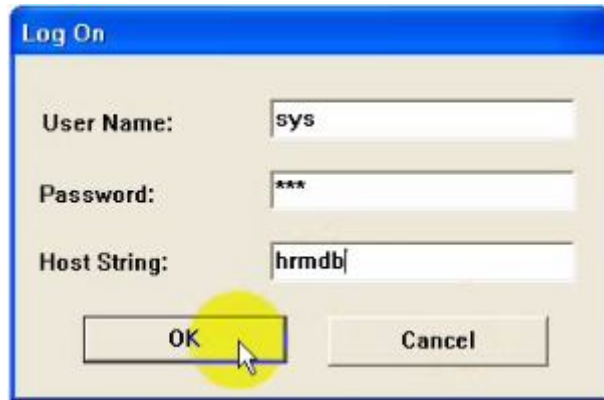 Log On
User Name: sys
Password: ***
Host String: hrmdb
OK Cancel